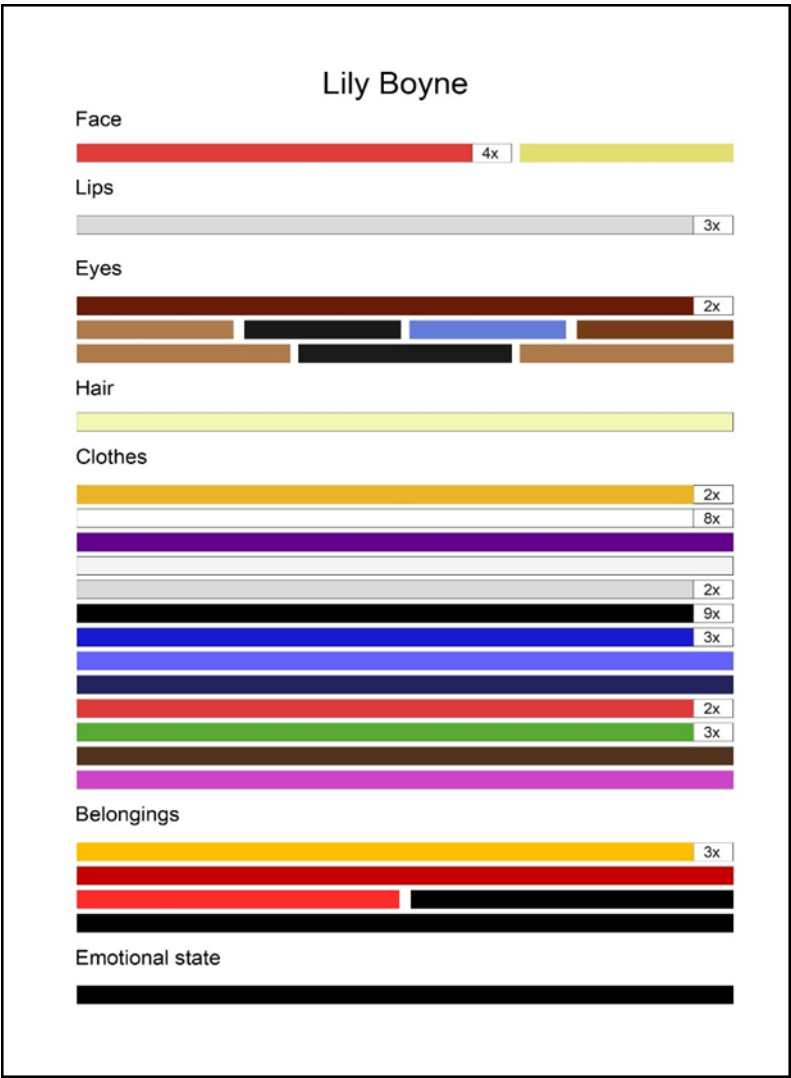 Lily Boyne
Face
4x
Lips
3x
Eyes
2x
Hair
Clothes
2x
8x
2x
9x
3x
2x
3x
Belongings
3x
Emotional state